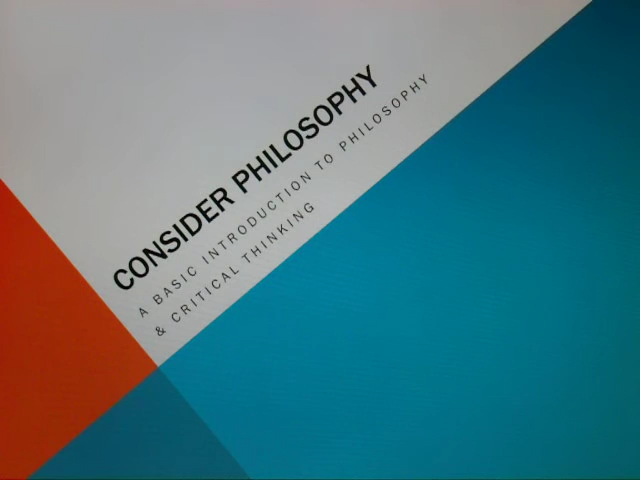 CONSIDER PHILOSOPHY
A BASIC INTRODUCTION TO PHILOSOPHY
& CRITICAL THINKING